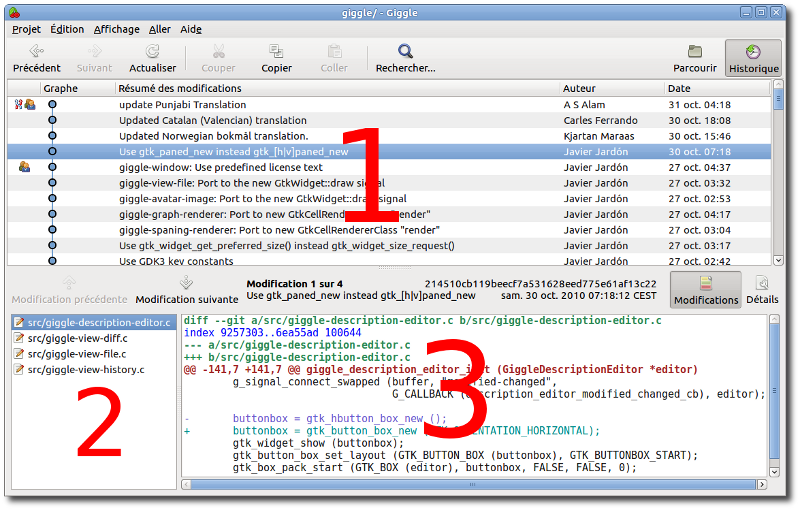 giggle/ - Giggle
Projet Édition Affichage Aller Aide
Précédent Suivant Actualiser Couper Copier Coller Rechercher... Parcourir Historique
Graphe Résumé des modifications Auteur Date
update Punjabi Translation A S Alam 31 oct. 04:18
Updated Catalan (Valencian) translation Carles Ferrando 30 oct. 18:08
Updated Norwegian bokmål translation. Kjartan Maraas 30 oct. 15:46
Use gtk_paned_new instead gtk_[h|v]paned_new Javier Jardón 30 oct. 07:18
giggle-window: Use predefined license text Javier Jardón 27 oct. 04:37
giggle-view-file: Port to the new GtkWidget::draw signal Javier Jardón 27 oct. 03:32
giggle-avatar-image: Port to the new GtkWidget::draw signal Javier Jardón 27 oct. 02:53
giggle-graph-renderer: Port to new GtkCellRendererClass "render" Javier Jardón 27 oct. 04:17
giggle-spaning-renderer: Port to new GtkCellRendererClass "render" Javier Jardón 27 oct. 03:04
Use gtk_widget_get_preferred_size() instead gtk_widget_size_request() Javier Jardón 27 oct. 03:17
Use GDK3 key constants Javier Jardón 27 oct. 02:42
1
Modification précédente Modification suivante
Modification 1 sur 4 214510cb119beecf7a531628eed775e61af13c22
Use gtk_paned_new instead gtk_[h|v]paned_new sam. 30 oct. 2010 07:18:12 CEST
Modifications Détails
src/giggle-description-editor.c
src/giggle-view-diff.c
src/giggle-view-file.c
src/giggle-view-history.c
2
diff --git a/src/giggle-description-editor.c b/src/giggle-description-editor.c
index 9257303..6ea55ad 100644
--- a/src/giggle-description-editor.c
+++ b/src/giggle-description-editor.c
@@ -141,7 +141,7 @@ giggle_description_editor_init (GiggleDescriptionEditor *editor)
g_signal_connect_swapped (buffer, "modified-changed",
G_CALLBACK (description_editor_modified_changed_cb), editor);
- buttonbox = gtk_hbutton_box_new ();
+ buttonbox = gtk_button_box_new (GTK_ORIENTATION_HORIZONTAL);
gtk_widget_show (buttonbox);
gtk_button_box_set_layout (GTK_BUTTON_BOX (buttonbox), GTK_BUTTONBOX_START);
gtk_box_pack_start (GTK_BOX (editor), buttonbox, FALSE, FALSE, 0);
3